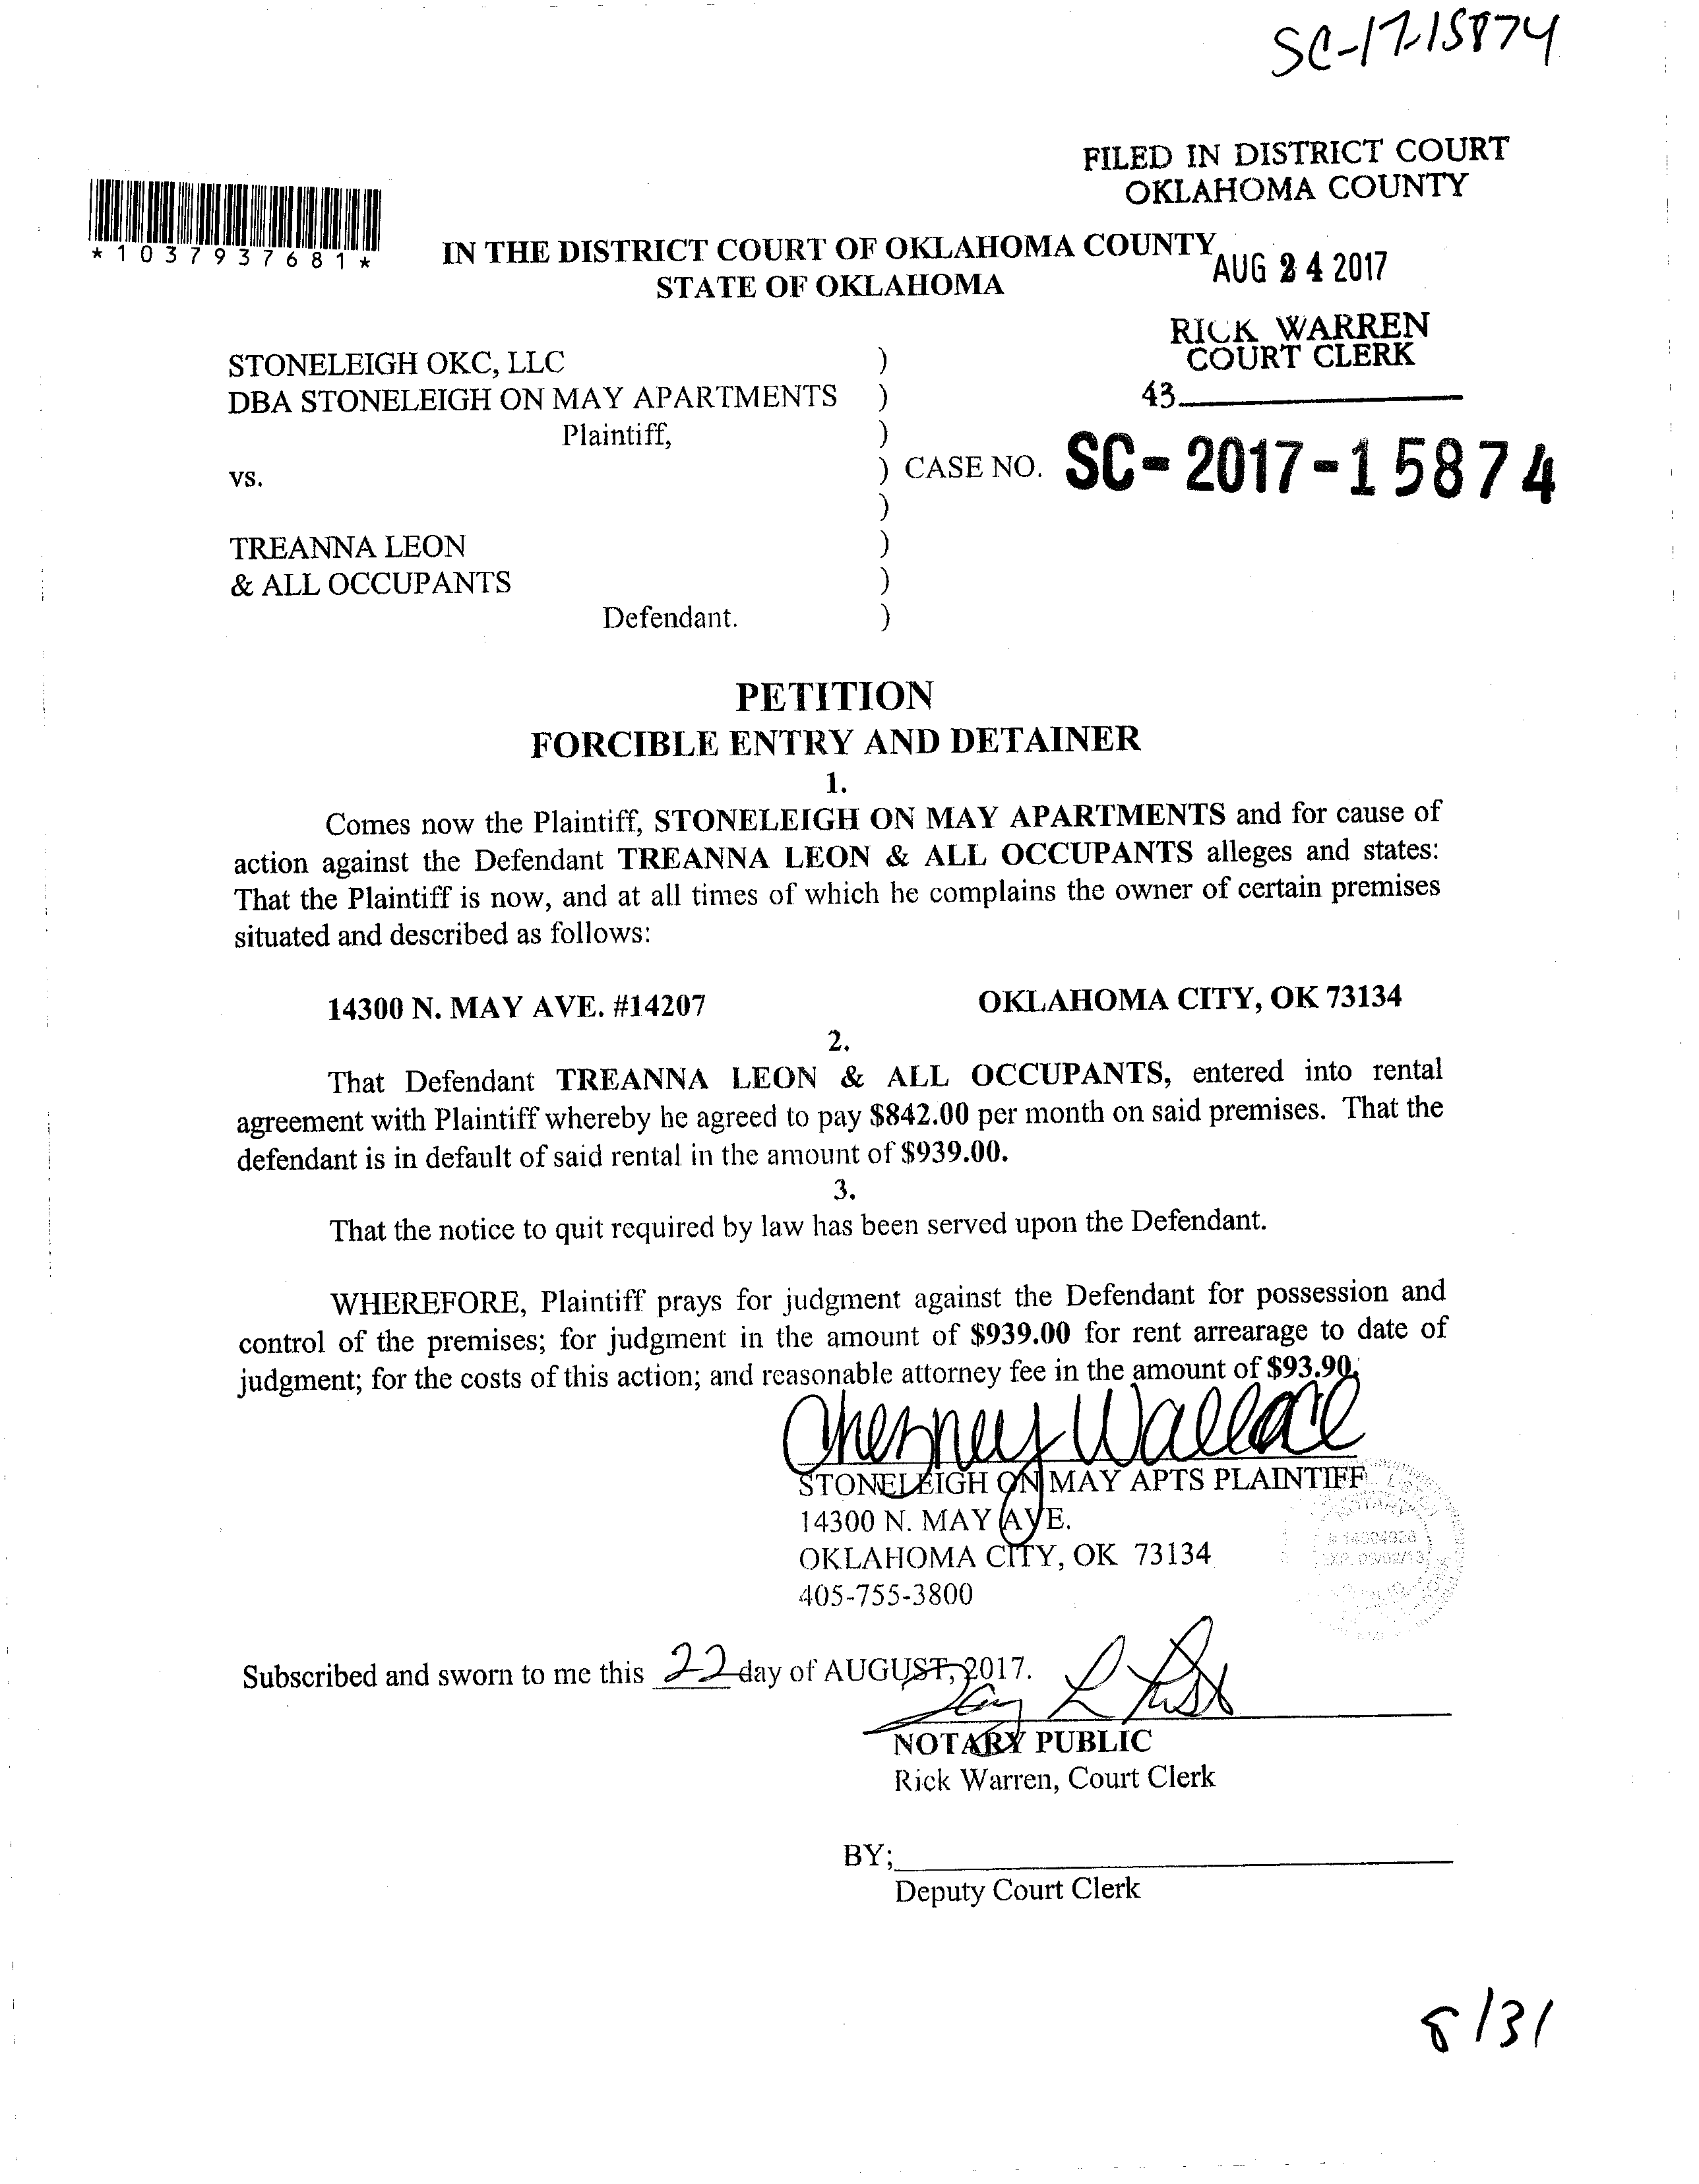 SC-17-15874
FILED IN DISTRICT COURT
OKLAHOMA COUNTY
*1037937681*
IN THE DISTRICT COURT OF OKLAHOMA COUNTY
STATE OF OKLAHOMA
AUG 24 2017
RICK WARREN
COURT CLERK
43
STONELEIGH OKC, LLC )
DBA STONELEIGH ON MAY APARTMENTS )
Plaintiff, )
vs. ) CASE NO. SC-2017-15874
)
TREANNA LEON )
& ALL OCCUPANTS )
Defendant. )
PETITION
FORCIBLE ENTRY AND DETAINER
1.
Comes now the Plaintiff, STONELEIGH ON MAY APARTMENTS and for cause of
action against the Defendant TREANNA LEON & ALL OCCUPANTS alleges and states:
That the Plaintiff is now, and at all times of which he complains the owner of certain premises
situated and described as follows:
14300 N. MAY AVE. #14207 OKLAHOMA CITY, OK 73134
2.
That Defendant TREANNA LEON & ALL OCCUPANTS, entered into rental
agreement with Plaintiff whereby he agreed to pay $842.00 per month on said premises. That the
defendant is in default of said rental in the amount of $939.00.
3.
That the notice to quit required by law has been served upon the Defendant.
WHEREFORE, Plaintiff prays for judgment against the Defendant for possession and
control of the premises; for judgment in the amount of $939.00 for rent arrearage to date of
judgment; for the costs of this action; and reasonable attorney fee in the amount of $93.90.
Chesney Wallace
STONELEIGH ON MAY APTS PLAINTIFF
14300 N. MAY AVE.
OKLAHOMA CITY, OK 73134
405-755-3800
Subscribed and sworn to me this 22 day of AUGUST, 2017.
NOTARY PUBLIC
Rick Warren, Court Clerk
BY;
Deputy Court Clerk
8/31